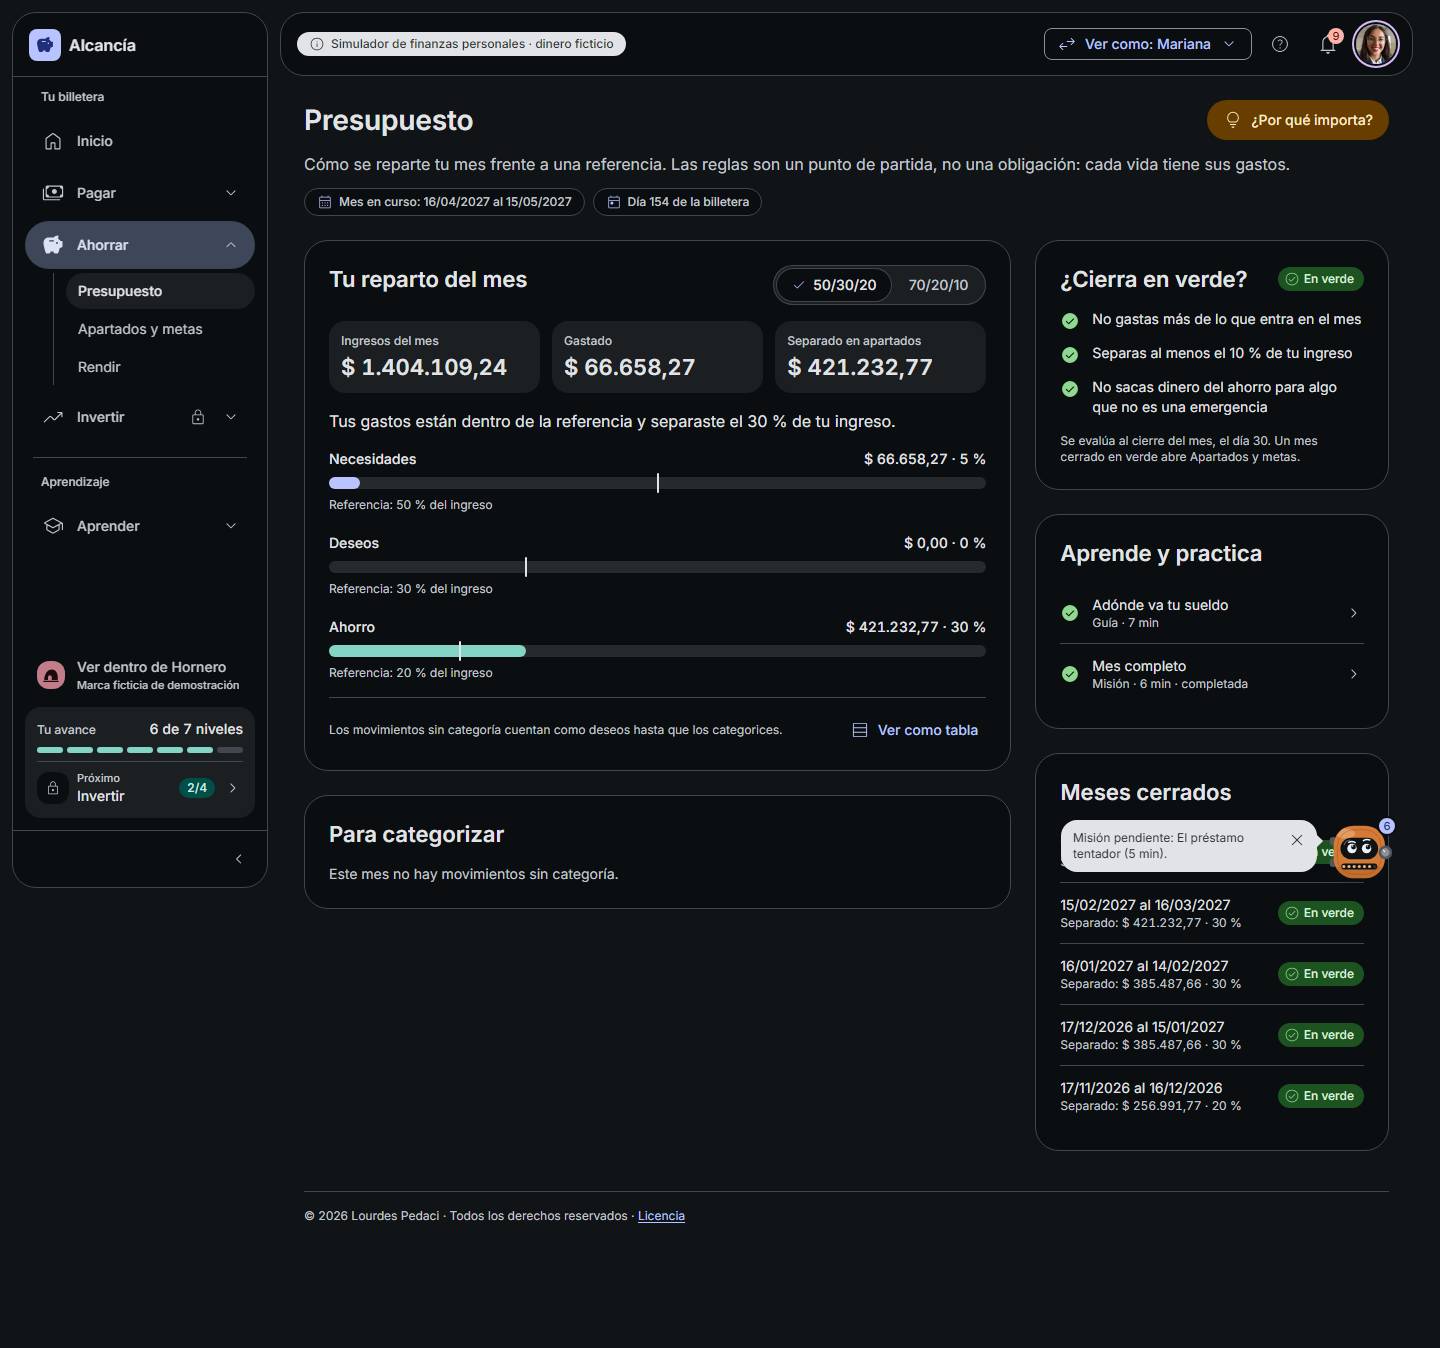 Alcancía
Simulador de finanzas personales · dinero ficticio
Ver como: Mariana
9
Tu billetera
Inicio
Pagar
Ahorrar
Presupuesto
Apartados y metas
Rendir
Invertir
Aprendizaje
Aprender
Ver dentro de Hornero
Marca ficticia de demostración
Tu avance
6 de 7 niveles
Próximo
Invertir
2/4
Presupuesto
¿Por qué importa?
Cómo se reparte tu mes frente a una referencia. Las reglas son un punto de partida, no una obligación: cada vida tiene sus gastos.
Mes en curso: 16/04/2027 al 15/05/2027
Día 154 de la billetera
Tu reparto del mes
50/30/20
70/20/10
Ingresos del mes
$ 1.404.109,24
Gastado
$ 66.658,27
Separado en apartados
$ 421.232,77
Tus gastos están dentro de la referencia y separaste el 30 % de tu ingreso.
Necesidades
$ 66.658,27 · 5 %
Referencia: 50 % del ingreso
Deseos
$ 0,00 · 0 %
Referencia: 30 % del ingreso
Ahorro
$ 421.232,77 · 30 %
Referencia: 20 % del ingreso
Los movimientos sin categoría cuentan como deseos hasta que los categorices.
Ver como tabla
Para categorizar
Este mes no hay movimientos sin categoría.
¿Cierra en verde?
En verde
No gastas más de lo que entra en el mes
Separas al menos el 10 % de tu ingreso
No sacas dinero del ahorro para algo
que no es una emergencia
Se evalúa al cierre del mes, el día 30. Un mes
cerrado en verde abre Apartados y metas.
Aprende y practica
Adónde va tu sueldo
Guía · 7 min
Mes completo
Misión · 6 min · completada
Meses cerrados
Misión pendiente: El préstamo
tentador (5 min).
6
15/02/2027 al 16/03/2027
Separado: $ 421.232,77 · 30 %
En verde
16/01/2027 al 14/02/2027
Separado: $ 385.487,66 · 30 %
En verde
17/12/2026 al 15/01/2027
Separado: $ 385.487,66 · 30 %
En verde
17/11/2026 al 16/12/2026
Separado: $ 256.991,77 · 20 %
En verde
© 2026 Lourdes Pedaci · Todos los derechos reservados · Licencia